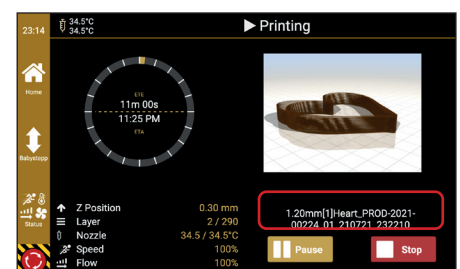 23:14
34.5°C
34.5°C
Printing
Home
Babystepp
Status
ETE
11m 00s
11:25 PM
ETA
Z Position 0.30 mm
Layer 2 / 290
Nozzle 34.5 / 34.5°C
Speed 100%
Flow 100%
1.20mm[1]Heart_PROD-2021-
00224_01_210721_232210
Pause
Stop